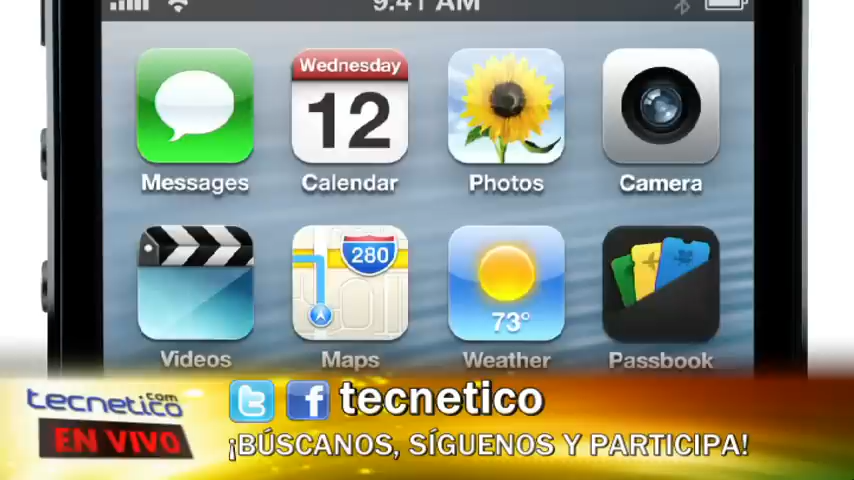 9:41 AM
Wednesday
12
Messages
Calendar
Photos
Camera
280
73°
Videos
Maps
Weather
Passbook
tecnetico.com
EN VIVO
tecnetico
¡BÚSCANOS, SÍGUENOS Y PARTICIPA!